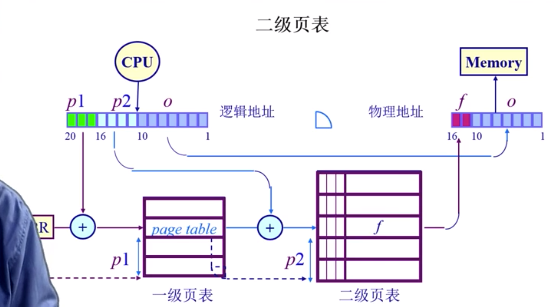 二级页表
CPU
Memory
p1 p2 o
逻辑地址
物理地址
f o
20 16 10 1
16 10 1
R
+
page table
+
f
p1
p2
一级页表
二级页表